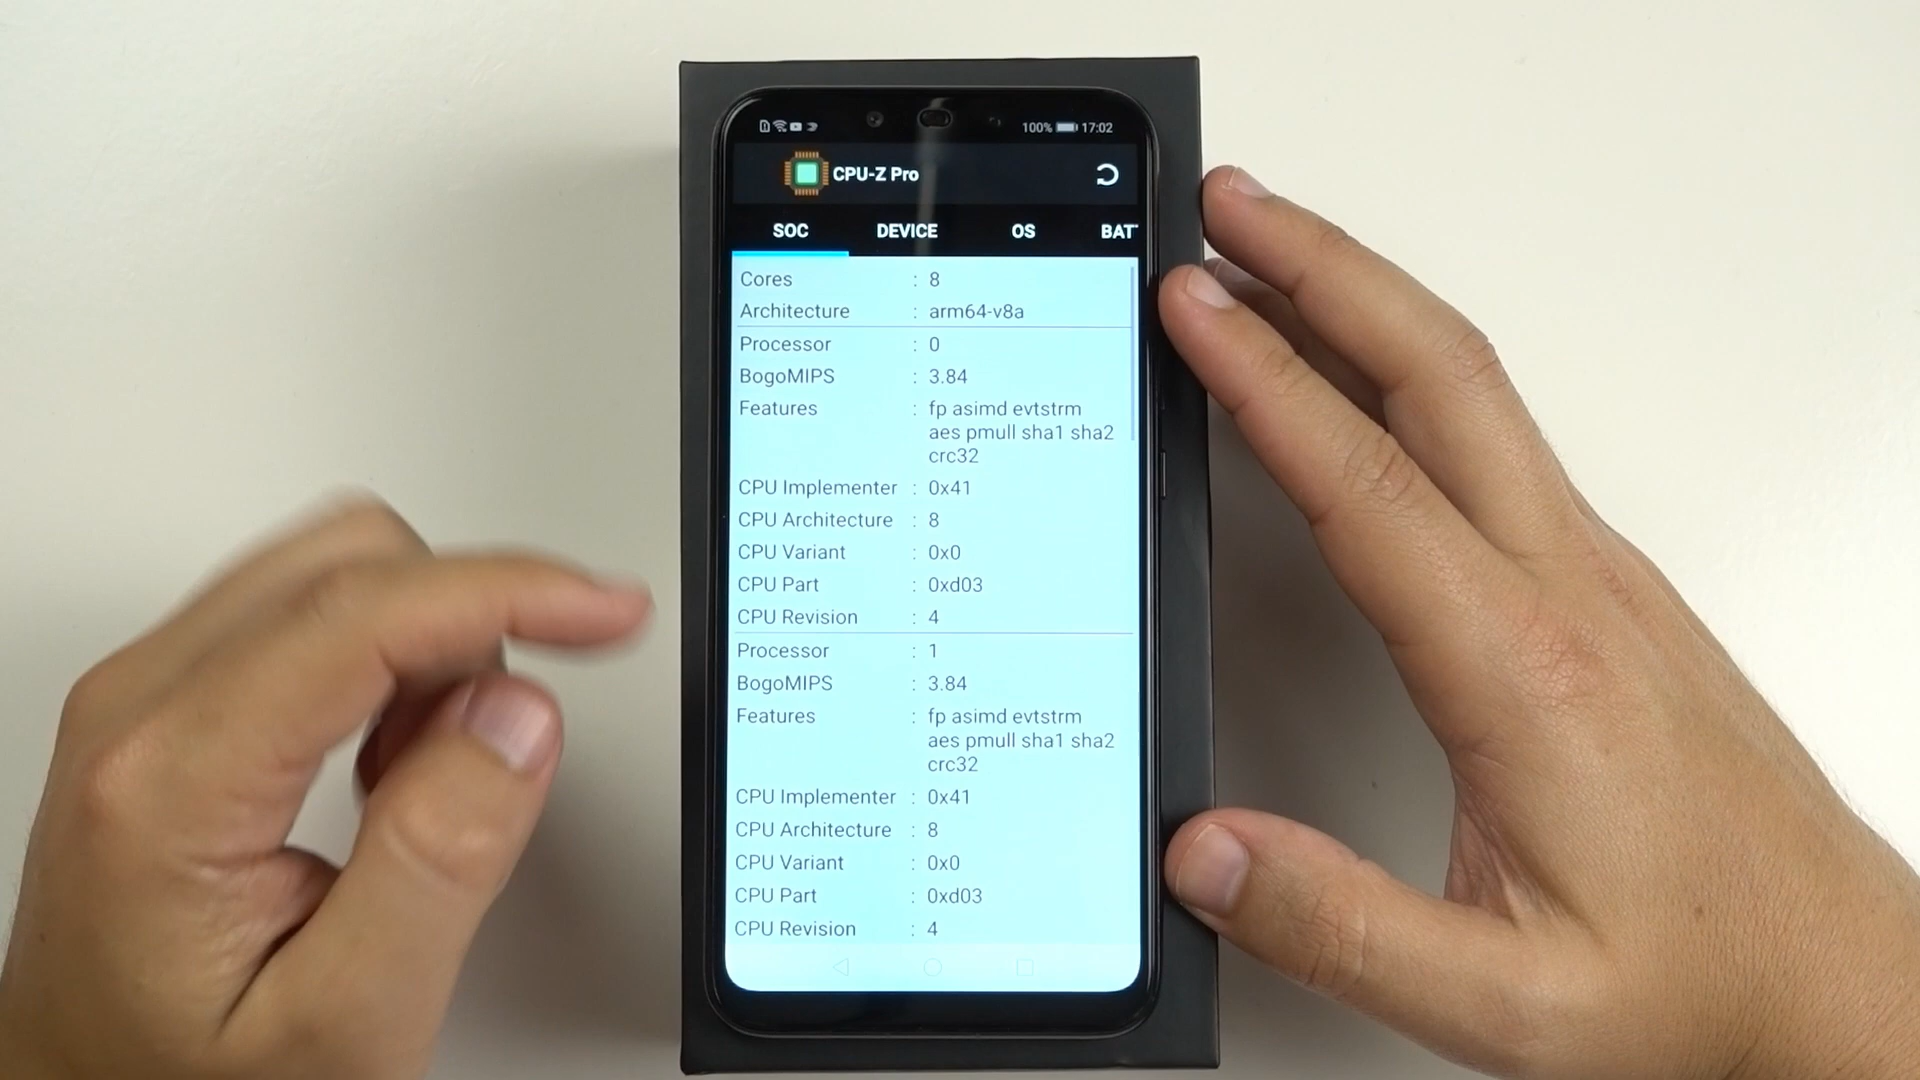 100% 17:02
CPU-Z Pro
SOC DEVICE OS BAT
Cores : 8
Architecture : arm64-v8a
Processor : 0
BogoMIPS : 3.84
Features : fp asimd evtstrm
aes pmull sha1 sha2
crc32
CPU Implementer : 0x41
CPU Architecture : 8
CPU Variant : 0x0
CPU Part : 0xd03
CPU Revision : 4
Processor : 1
BogoMIPS : 3.84
Features : fp asimd evtstrm
aes pmull sha1 sha2
crc32
CPU Implementer : 0x41
CPU Architecture : 8
CPU Variant : 0x0
CPU Part : 0xd03
CPU Revision : 4